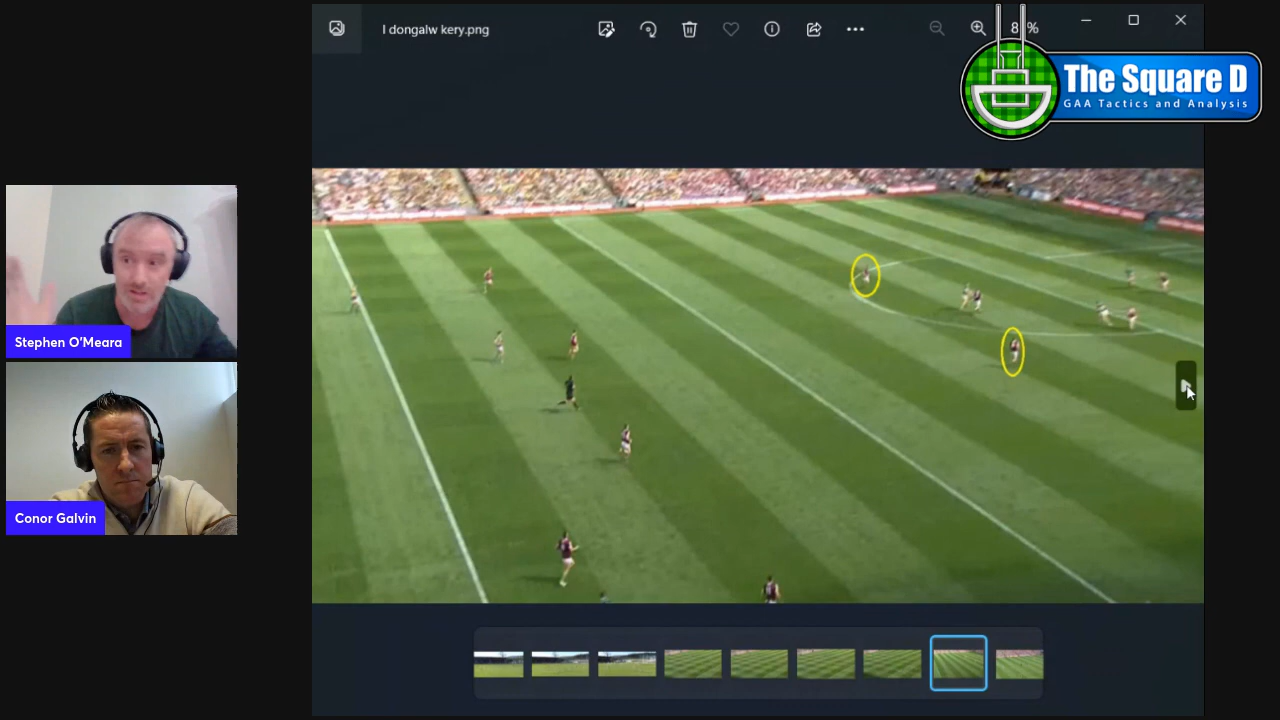 I dongalw kery.png
8 %
The Square D
GAA Tactics and Analysis
Stephen O'Meara
Conor Galvin